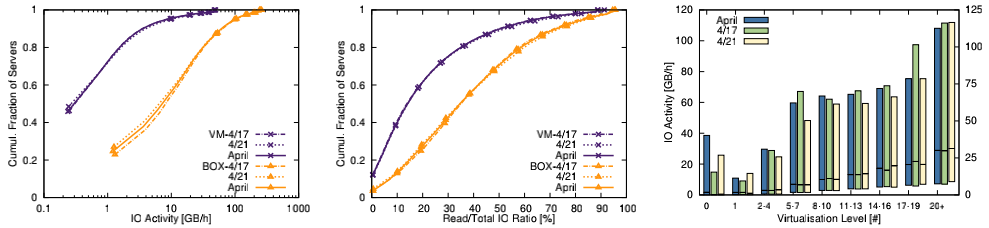 Cumul. Fraction of Servers
1
0.8
0.6
0.4
0.2
0
VM-4/17
4/21
April
BOX-4/17
4/21
April
0.1 1 10 100 1000
IO Activity [GB/h]
Cumul. Fraction of Servers
1
0.8
0.6
0.4
0.2
0
VM-4/17
4/21
April
BOX-4/17
4/21
April
0 10 20 30 40 50 60 70 80 90 100
Read/Total IO Ratio [%]
IO Activity [GB/h]
120
100
80
60
40
20
0
April
4/17
4/21
125
100
75
50
25
0
0 1 2-4 5-7 8-10 11-13 14-16 17-19 20+
Virtualisation Level [#]